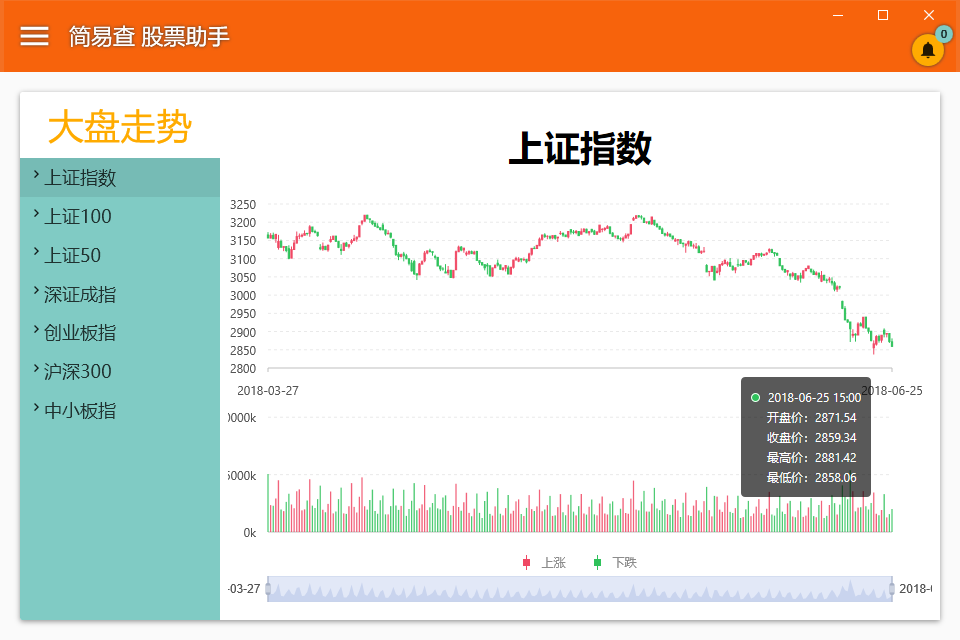 简易查 股票助手
0
大盘走势
上证指数
上证100
上证50
深证成指
创业板指
沪深300
中小板指
上证指数
3250
3200
3150
3100
3050
3000
2950
2900
2850
2800
2018-03-27
2018-06-25
2018-06-25 15:00
开盘价：2871.54
收盘价：2859.34
最高价：2881.42
最低价：2858.06
0000k
5000k
0k
上涨
下跌
-03-27
2018-